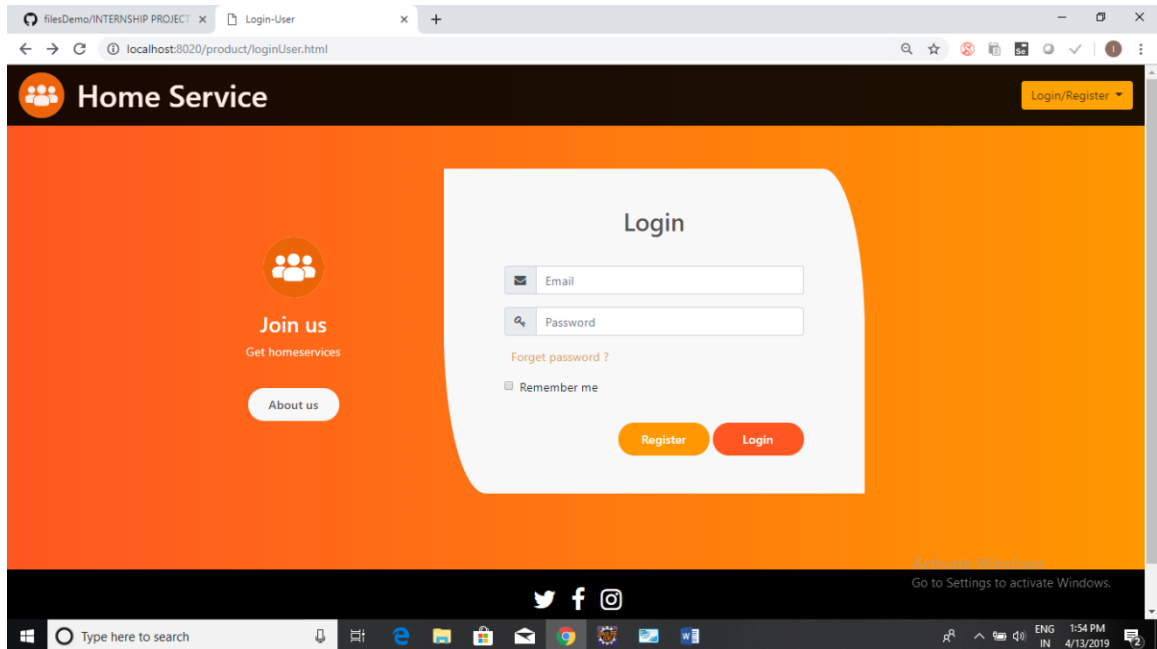 filesDemo/INTERNSHIP PROJECT
Login-User
localhost:8020/product/loginUser.html
Home Service
Login/Register
Login
Email
Password
Forget password ?
Remember me
Register Login
Join us
Get homeservices
About us
Activate Windows
Go to Settings to activate Windows.
Type here to search
ENG
IN
1:54 PM
4/13/2019